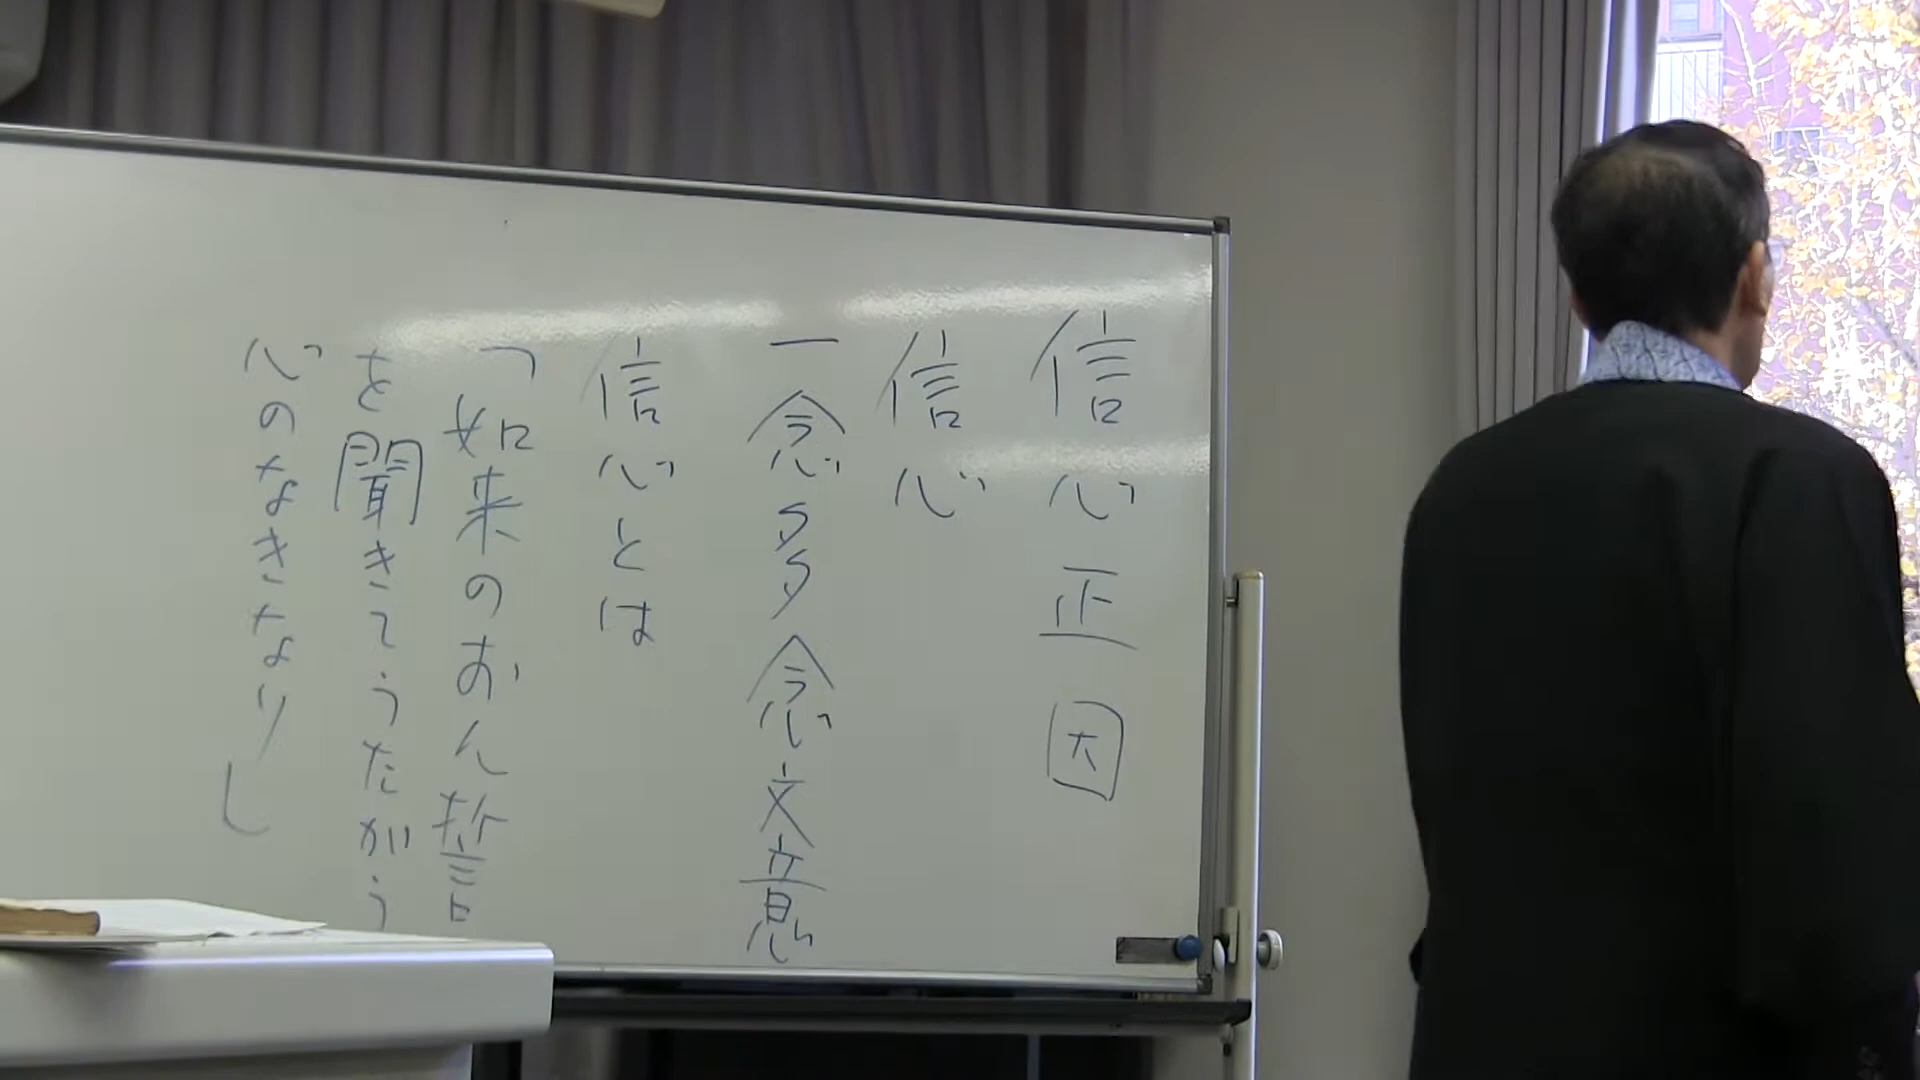 信心正因
信心
一念多念文意
信心とは
「如来のおん誓
を聞きてうたがう
心のなきなり」